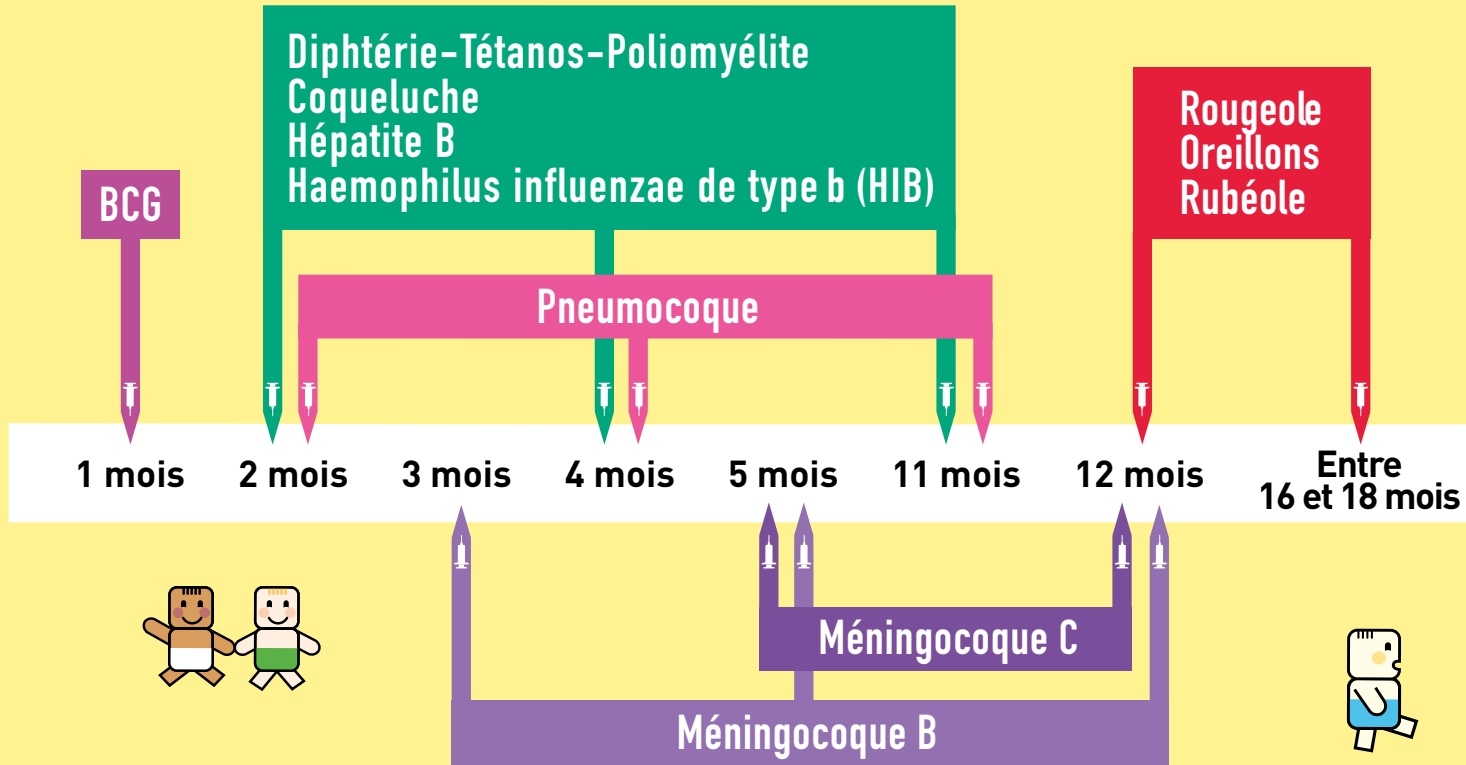 Diphtérie-Tétanos-Poliomyélite
Coqueluche
Hépatite B
Haemophilus influenzae de type b (HIB)
Rougeole
Oreillons
Rubéole
BCG
Pneumocoque
1 mois
2 mois
3 mois
4 mois
5 mois
11 mois
12 mois
Entre
16 et 18 mois
Méningocoque C
Méningocoque B